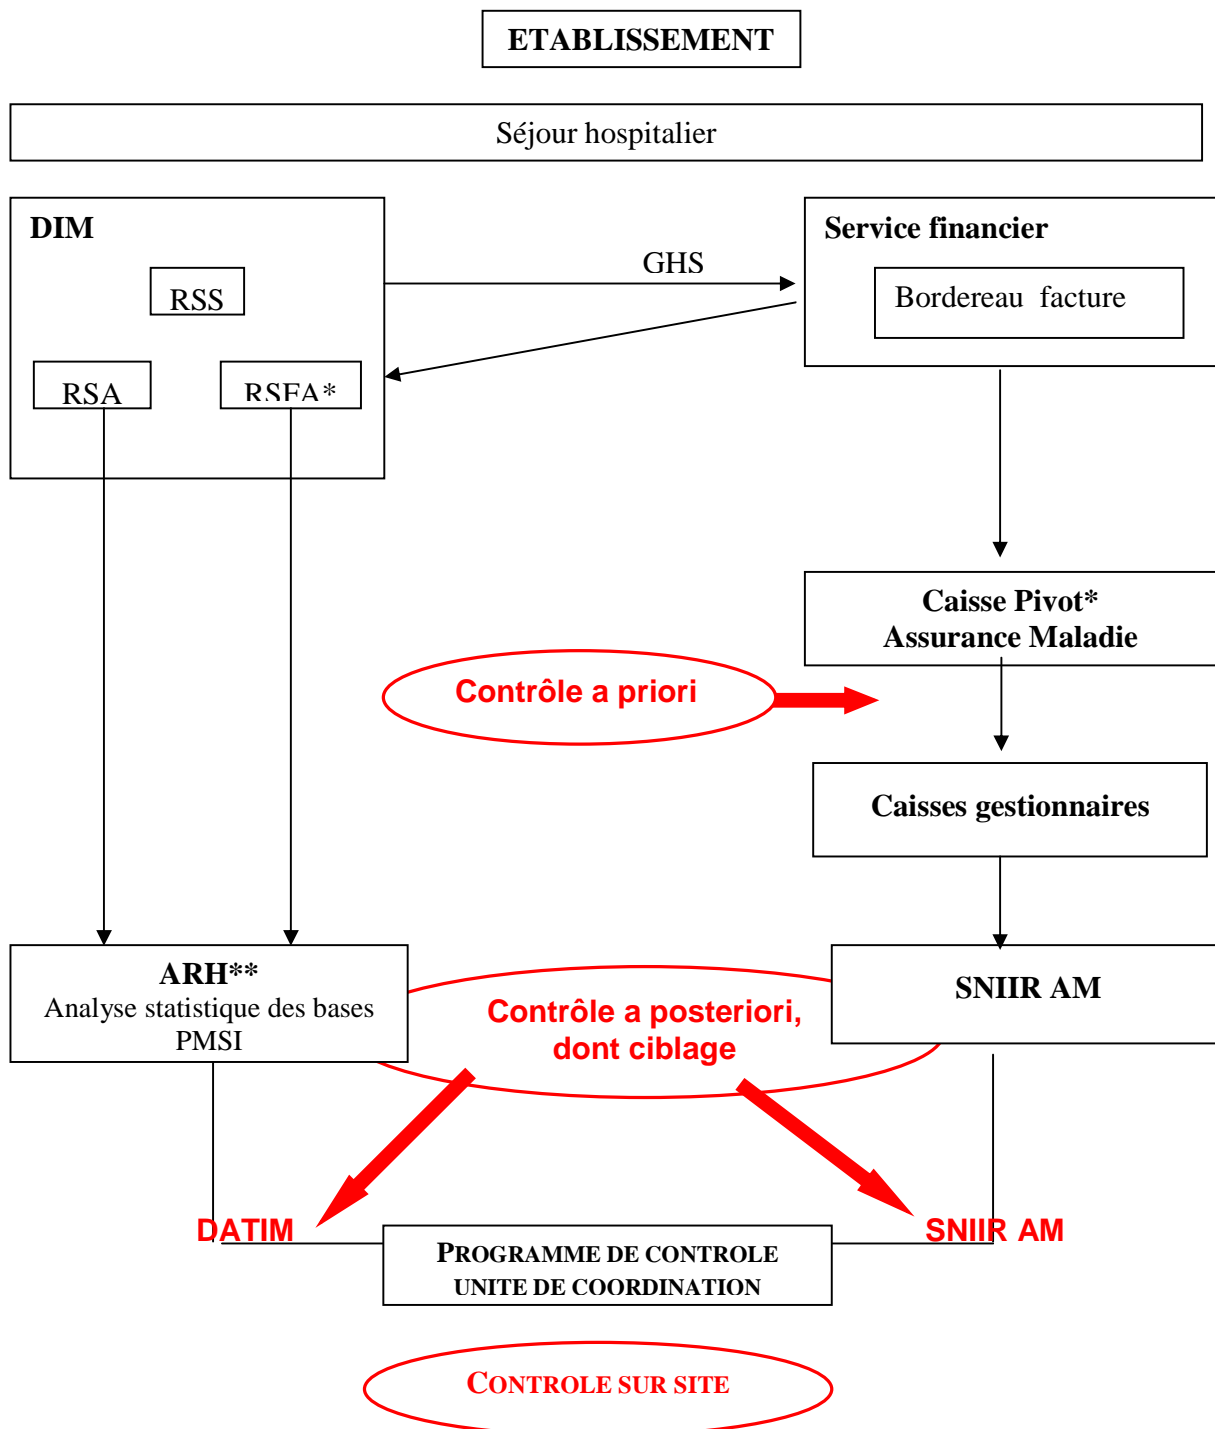 ETABLISSEMENT
Séjour hospitalier
DIM
RSS
RSA
RSFA*
GHS
Service financier
Bordereau facture
Caisse Pivot*
Assurance Maladie
Contrôle a priori
Caisses gestionnaires
ARH**
Analyse statistique des bases
PMSI
Contrôle a posteriori,
dont ciblage
SNIIR AM
DATIM
SNIIR AM
PROGRAMME DE CONTROLE
UNITE DE COORDINATION
CONTROLE SUR SITE